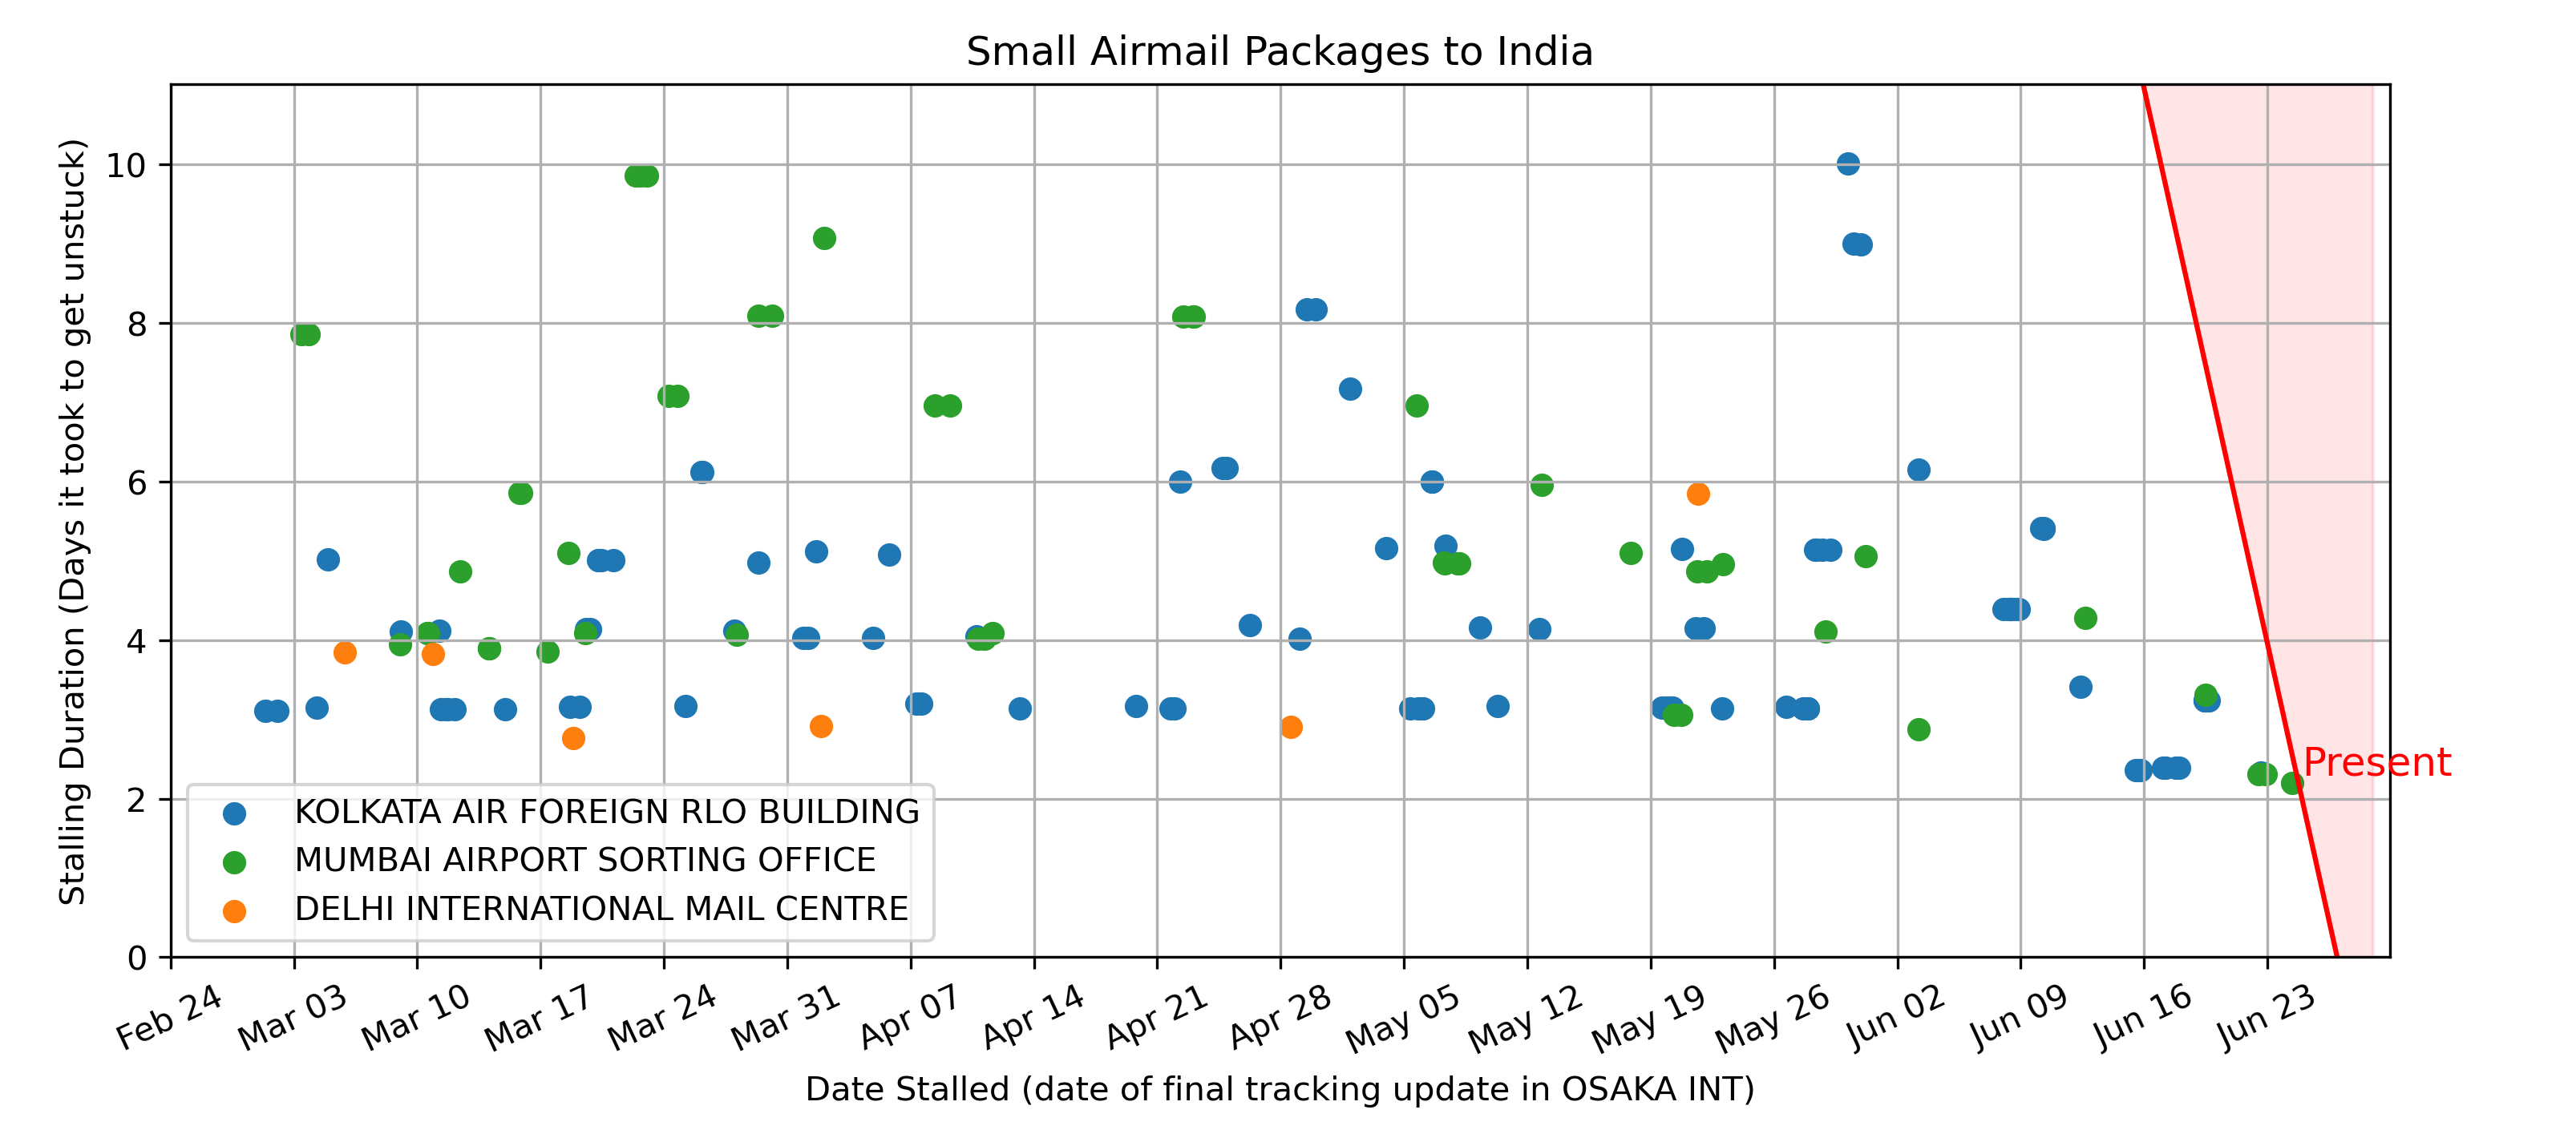 Small Airmail Packages to India
Stalling Duration (Days it took to get unstuck)
10
8
6
4
2
0
Present
KOLKATA AIR FOREIGN RLO BUILDING
MUMBAI AIRPORT SORTING OFFICE
DELHI INTERNATIONAL MAIL CENTRE
Feb 24 Mar 03 Mar 10 Mar 17 Mar 24 Mar 31 Apr 07 Apr 14 Apr 21 Apr 28 May 05 May 12 May 19 May 26 Jun 02 Jun 09 Jun 16 Jun 23
Date Stalled (date of final tracking update in OSAKA INT)